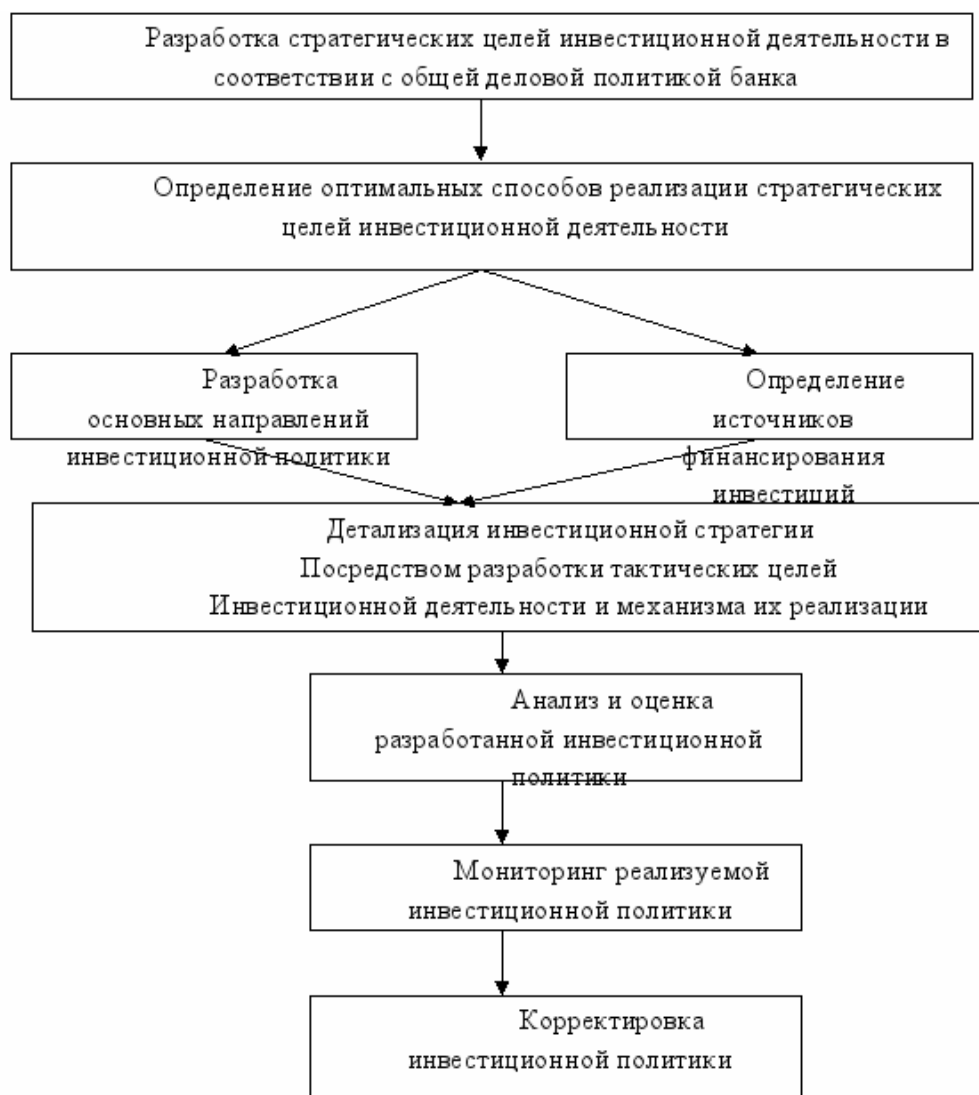 Разработка стратегических целей инвестиционной деятельности в
соответствии с общей деловой политикой банка
Определение оптимальных способов реализации стратегических
целей инвестиционной деятельности
Разработка
основных направлений
инвестиционной политики
Определение
источников
финансирования
инвестиций
Детализация инвестиционной стратегии
Посредством разработки тактических целей
Инвестиционной деятельности и механизма их реализации
Анализ и оценка
разработанной инвестиционной
политики
Мониторинг реализуемой
инвестиционной политики
Корректировка
инвестиционной политики